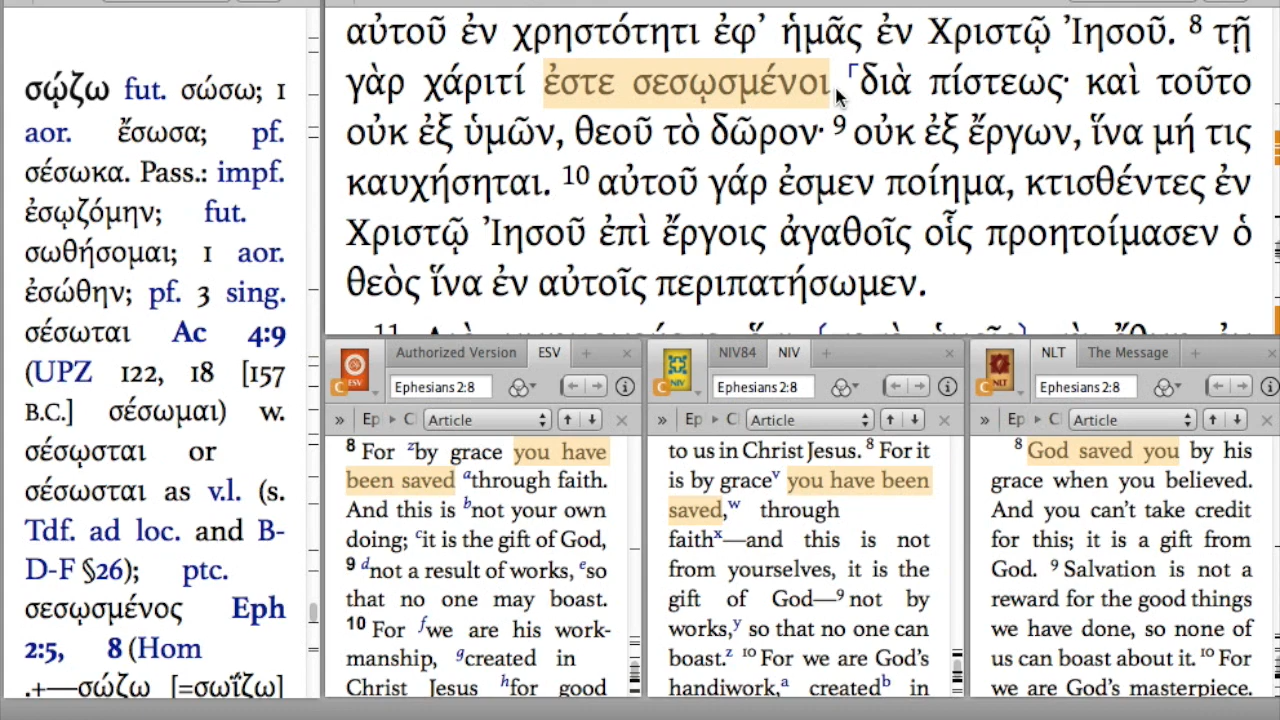 σῴζω fut. σώσω; 1
aor. ἔσωσα; pf.
σέσωκα. Pass.: impf.
ἐσῳζόμην; fut.
σωθήσομαι; 1 aor.
ἐσώθην; pf. 3 sing.
σέσωται Ac 4:9
(UPZ 122, 18 [157
B.C.] σέσωμαι) w.
σέσῳσται or
σέσωσται as v.l. (s.
Tdf. ad loc. and B-
D-F §26); ptc.
σεσῳσμένος Eph
2:5, 8 (Hom
.+—σώζω [=σωΐζω]
αὐτοῦ ἐν χρηστότητι ἐφ’ ἡμᾶς ἐν Χριστῷ Ἰησοῦ. 8 τῇ
γὰρ χάριτί ἐστε σεσῳσμένοι ⸀διὰ πίστεως· καὶ τοῦτο
οὐκ ἐξ ὑμῶν, θεοῦ τὸ δῶρον· 9 οὐκ ἐξ ἔργων, ἵνα μή τις
καυχήσηται. 10 αὐτοῦ γάρ ἐσμεν ποίημα, κτισθέντες ἐν
Χριστῷ Ἰησοῦ ἐπὶ ἔργοις ἀγαθοῖς οἷς προητοίμασεν ὁ
θεὸς ἵνα ἐν αὐτοῖς περιπατήσωμεν.
Authorized Version ESV
ESV
Ephesians 2:8
» Ep Article
8 For z by grace you have
been saved a through faith.
And this is b not your own
doing; c it is the gift of God,
9 d not a result of works, e so
that no one may boast.
10 For f we are his work-
manship, g created in
Christ Jesus h for good
NIV84 NIV
NIV
Ephesians 2:8
» Ep Article
to us in Christ Jesus. 8 For it
is by grace v you have been
saved, w through
faith x—and this is not
from yourselves, it is the
gift of God— 9 not by
works, y so that no one can
boast. z 10 For we are God’s
handiwork, a created b in
NLT The Message
NLT
Ephesians 2:8
» Ep Article
8 God saved you by his
grace when you believed.
And you can’t take credit
for this; it is a gift from
God. 9 Salvation is not a
reward for the good things
we have done, so none of
us can boast about it. 10 For
we are God’s masterpiece.